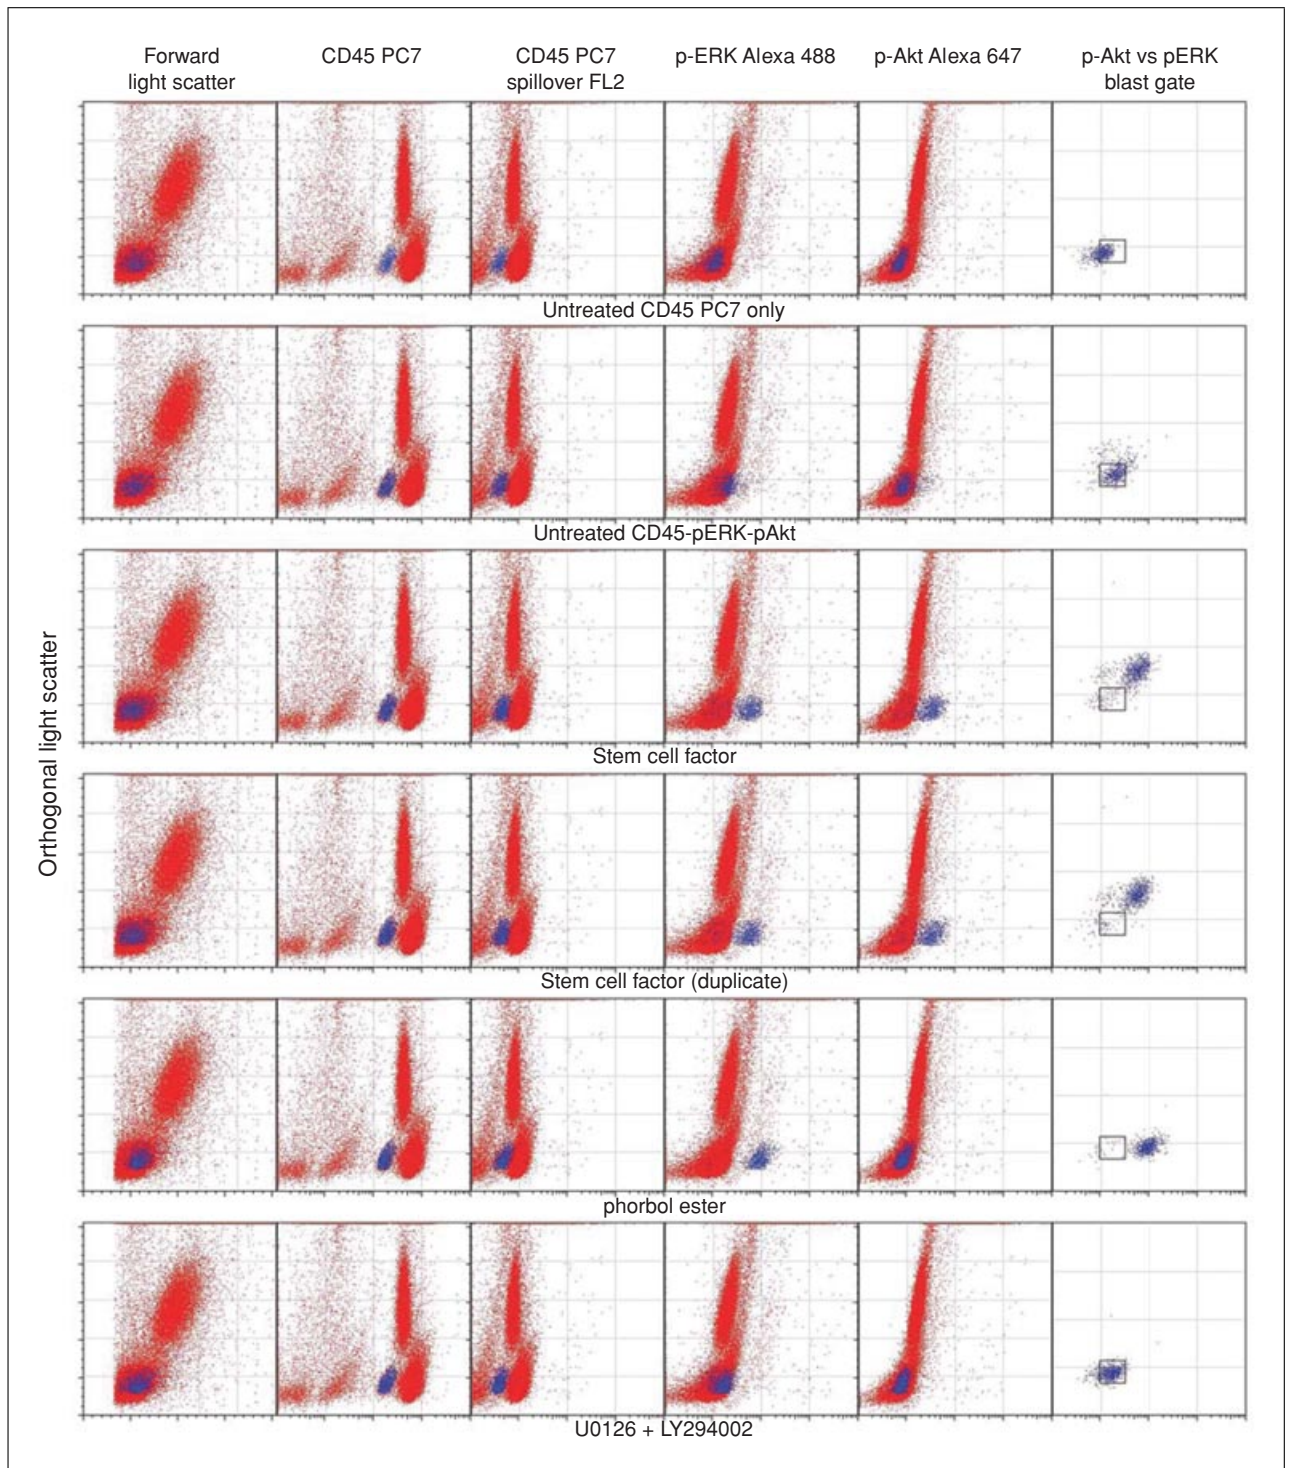 Forward
light scatter
CD45 PC7
CD45 PC7
spillover FL2
p-ERK Alexa 488
p-Akt Alexa 647
p-Akt vs pERK
blast gate
Untreated CD45 PC7 only
Untreated CD45-pERK-pAkt
Stem cell factor
Stem cell factor (duplicate)
phorbol ester
U0126 + LY294002
Orthogonal light scatter